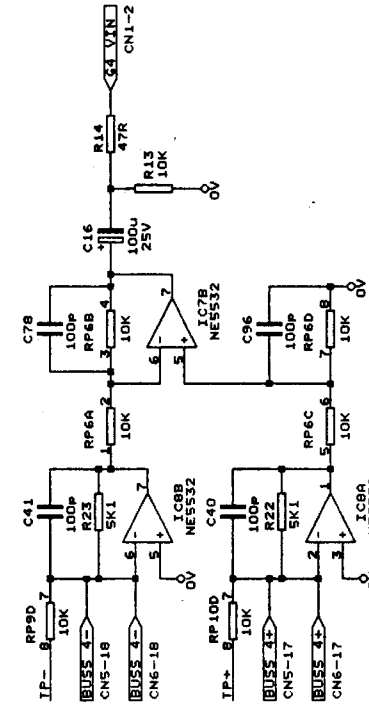 G4 VIN
CN1-2
R14
47R
R13
10K
0V
C16
+
100u
25V
C78
100p
4
RP6B
3
10K
7
IC7B
NE5532
6
-
5
+
C96
100p
8
RP6D
7
10K
0V
2
RP6A
1
10K
6
RP6C
5
10K
C41
100p
R23
5K1
7
IC8B
NE5532
6
-
5
+
0V
C40
100p
R22
5K1
1
IC8A
2
-
3
+
RP9D
8
7
10K
TP-
BUSS 4-
CN5-18
BUSS 4-
CN6-18
RP10D
8
7
10K
TP+
BUSS 4+
CN5-17
BUSS 4+
CN6-17